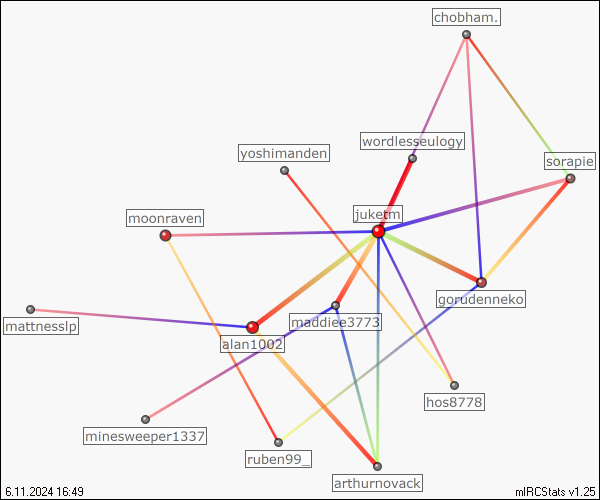 chobham.
wordlesseulogy
yoshimanden
sorapie
moonraven
juketm
gorudenneko
mattnesslp
maddiee3773
alan1002
hos8778
minesweeper1337
ruben99_
arthurnovack
6.11.2024 16:49
mIRCStats v1.25